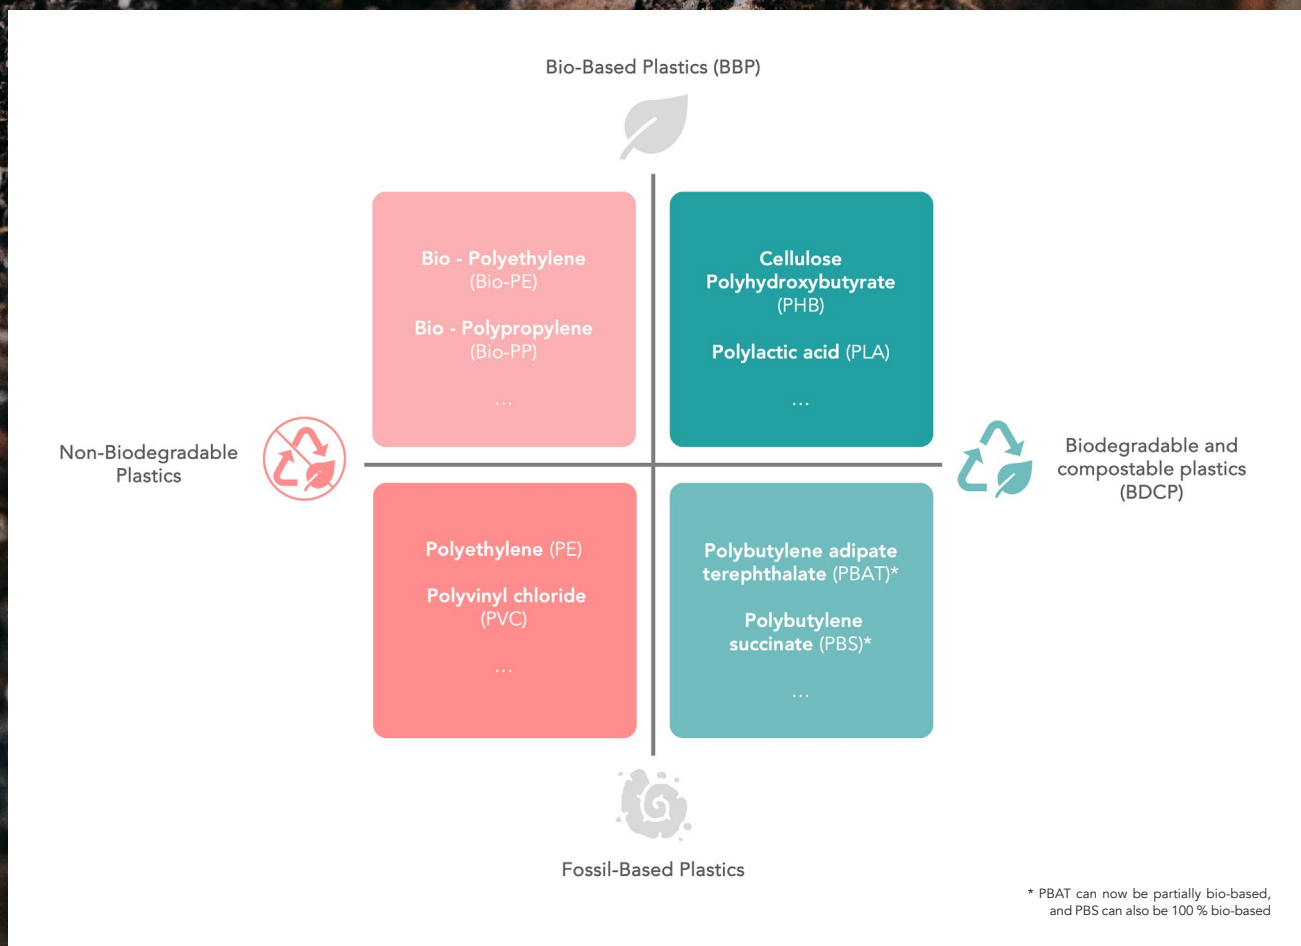 Bio-Based Plastics (BBP)
Bio - Polyethylene
(Bio-PE)
Bio - Polypropylene
(Bio-PP)
...
Cellulose
Polyhydroxybutyrate
(PHB)
Polylactic acid (PLA)
...
Non-Biodegradable
Plastics
Biodegradable and
compostable plastics
(BDCP)
Polyethylene (PE)
Polyvinyl chloride
(PVC)
...
Polybutylene adipate
terephthalate (PBAT)*
Polybutylene
succinate (PBS)*
...
Fossil-Based Plastics
* PBAT can now be partially bio-based,
and PBS can also be 100 % bio-based